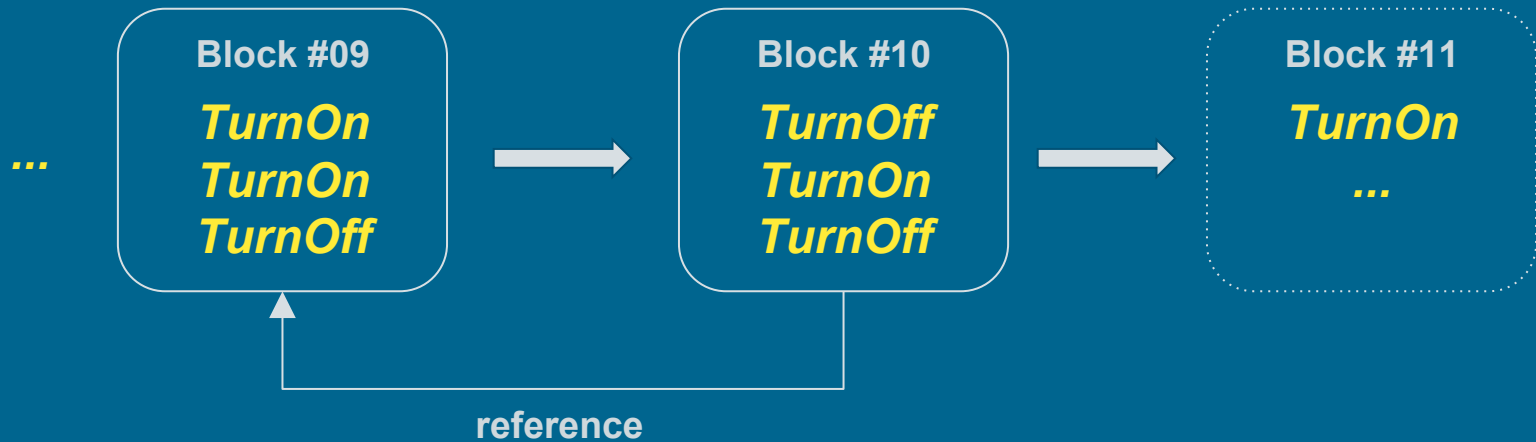 ...
Block #09
TurnOn
TurnOn
TurnOff
Block #10
TurnOff
TurnOn
TurnOff
Block #11
TurnOn
...
reference